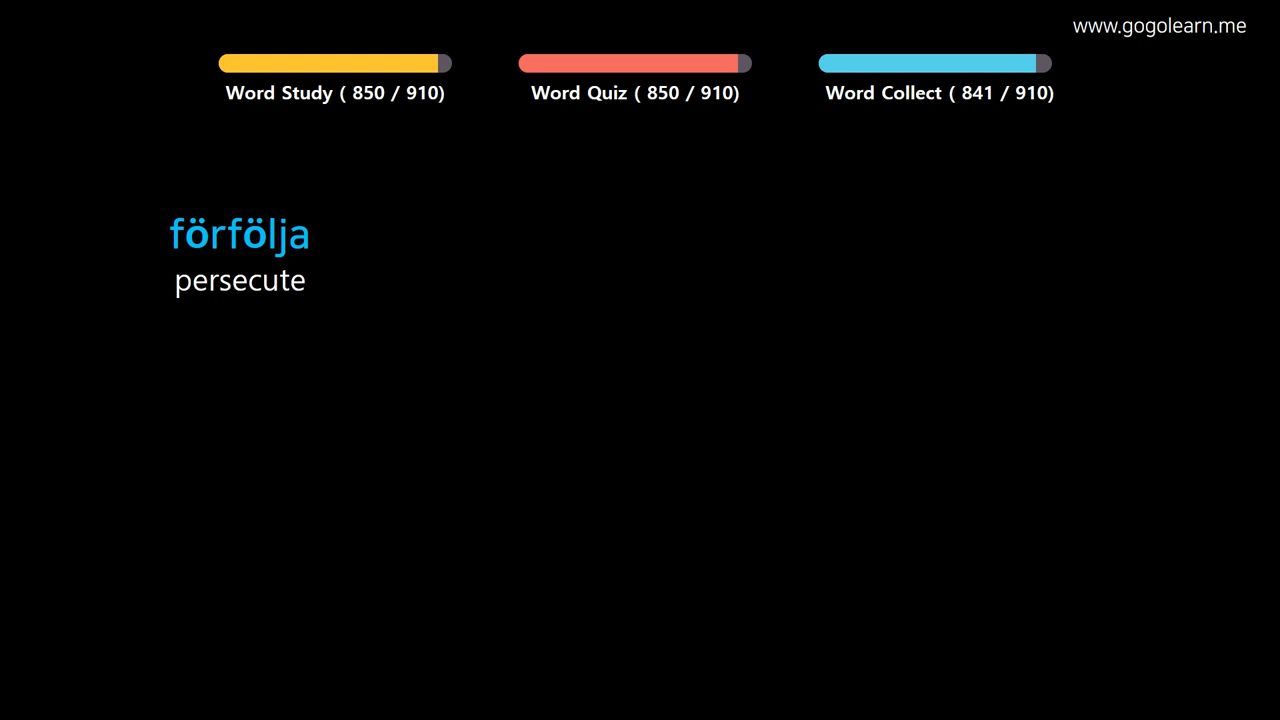 www.gogolearn.me
Word Study ( 850 / 910)
Word Quiz ( 850 / 910)
Word Collect ( 841 / 910)
förfölja
persecute